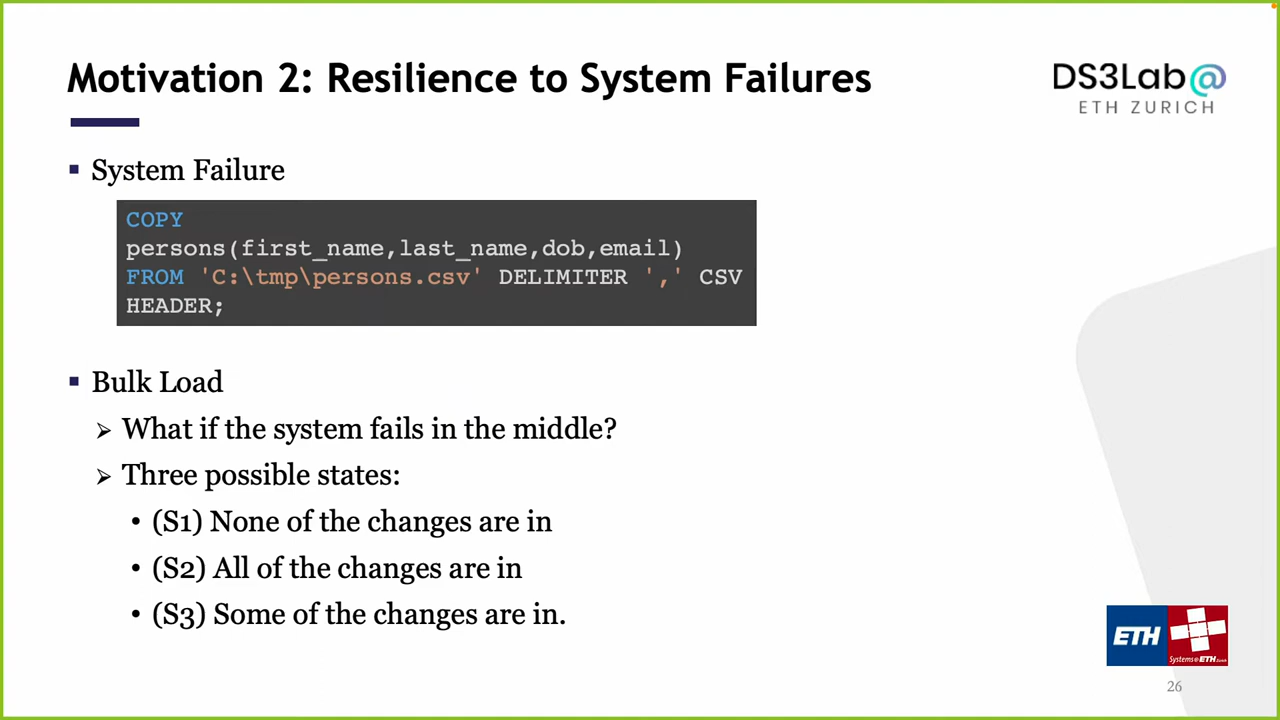 Motivation 2: Resilience to System Failures
DS3Lab@
ETH ZURICH
▪ System Failure
COPY
persons(first_name,last_name,dob,email)
FROM 'C:\tmp\persons.csv' DELIMITER ',' CSV
HEADER;
▪ Bulk Load
➢ What if the system fails in the middle?
➢ Three possible states:
• (S1) None of the changes are in
• (S2) All of the changes are in
• (S3) Some of the changes are in.
ETH
Systems@ETH Zurich
26